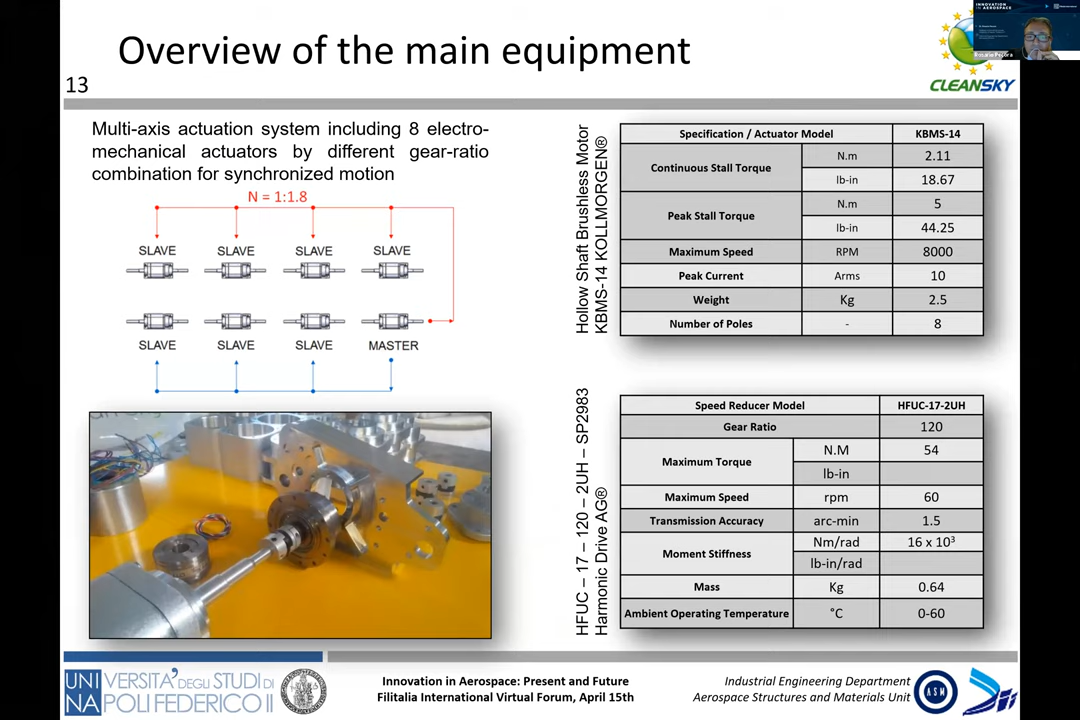 Overview of the main equipment
13
CLEANSKY
INNOVATION
IN AEROSPACE
Rosario Pecora
Multi-axis actuation system including 8 electro-
mechanical actuators by different gear-ratio
combination for synchronized motion
N = 1:1.8
SLAVE SLAVE SLAVE SLAVE
SLAVE SLAVE SLAVE MASTER
Hollow Shaft Brushless Motor
KBMS-14 KOLLMORGEN®
Specification / Actuator Model KBMS-14
Continuous Stall Torque N.m 2.11
lb-in 18.67
Peak Stall Torque N.m 5
lb-in 44.25
Maximum Speed RPM 8000
Peak Current Arms 10
Weight Kg 2.5
Number of Poles - 8
HFUC – 17 – 120 – 2UH – SP2983
Harmonic Drive AG®
Speed Reducer Model HFUC-17-2UH
Gear Ratio 120
Maximum Torque N.M 54
lb-in
Maximum Speed rpm 60
Transmission Accuracy arc-min 1.5
Moment Stiffness Nm/rad 16 x 10³
lb-in/rad
Mass Kg 0.64
Ambient Operating Temperature °C 0-60
UNIVERSITA' DEGLI STUDI DI
NAPOLI FEDERICO II
Innovation in Aerospace: Present and Future
Filitalia International Virtual Forum, April 15th
Industrial Engineering Department
Aerospace Structures and Materials Unit
ASM